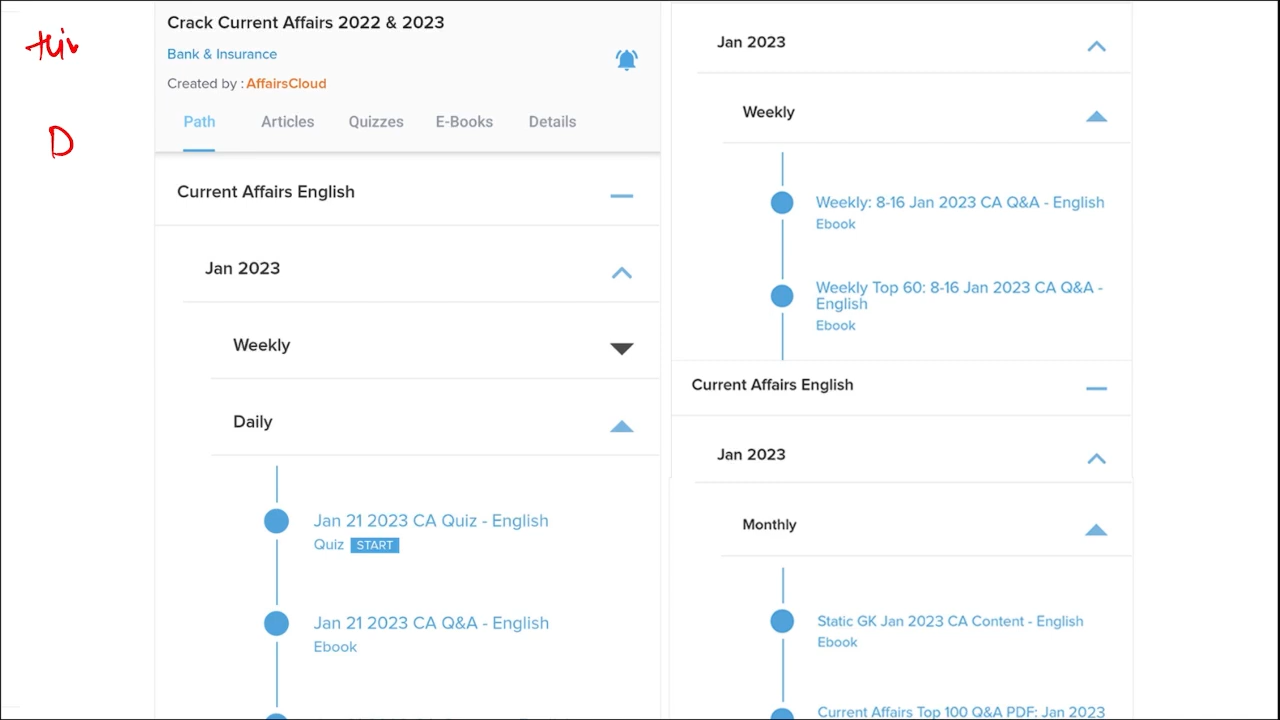 D
Crack Current Affairs 2022 & 2023
Bank & Insurance
Created by : AffairsCloud
Path Articles Quizzes E-Books Details
Current Affairs English
Jan 2023
Weekly
Daily
Jan 21 2023 CA Quiz - English
Quiz START
Jan 21 2023 CA Q&A - English
Ebook
Jan 2023
Weekly
Weekly: 8-16 Jan 2023 CA Q&A - English
Ebook
Weekly Top 60: 8-16 Jan 2023 CA Q&A -
English
Ebook
Current Affairs English
Jan 2023
Monthly
Static GK Jan 2023 CA Content - English
Ebook
Current Affairs Top 100 Q&A PDF: Jan 2023